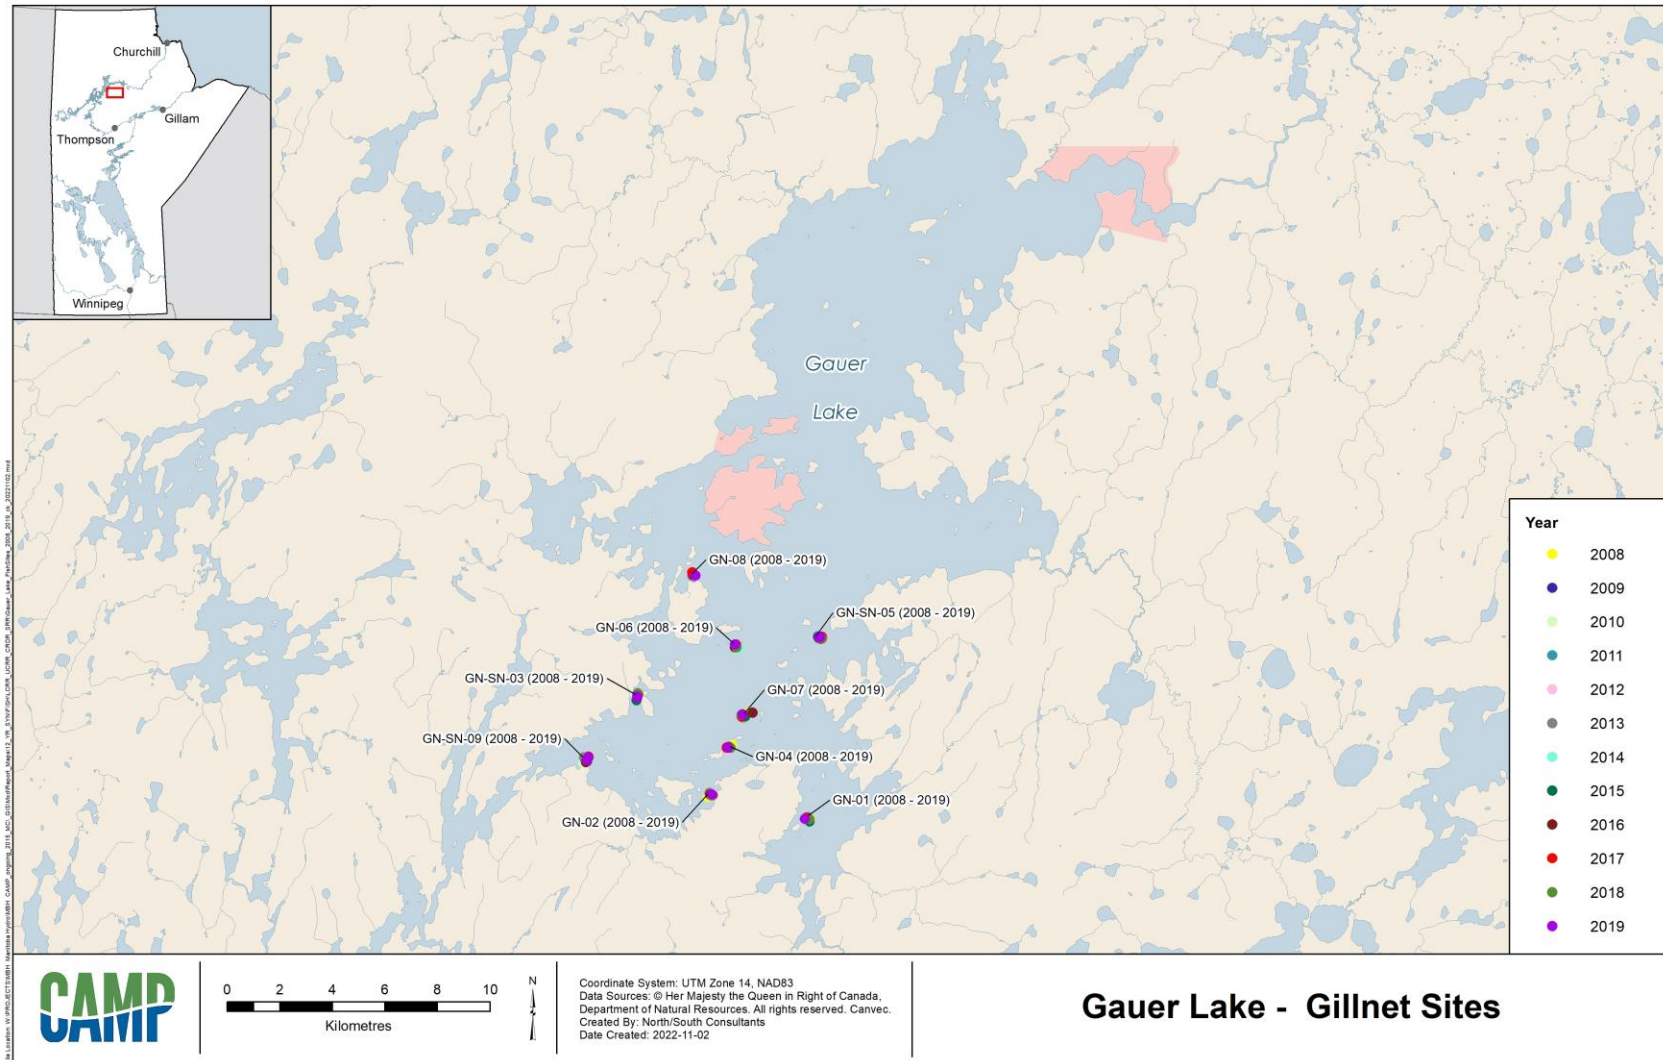 Churchill
Gillam
Thompson
Winnipeg
Gauer
Lake
GN-08 (2008 - 2019)
GN-SN-05 (2008 - 2019)
GN-06 (2008 - 2019)
GN-SN-03 (2008 - 2019)
GN-07 (2008 - 2019)
GN-SN-09 (2008 - 2019)
GN-04 (2008 - 2019)
GN-01 (2008 - 2019)
GN-02 (2008 - 2019)
Year
2008
2009
2010
2011
2012
2013
2014
2015
2016
2017
2018
2019
CAMP
0 2 4 6 8 10
Kilometres
N
Coordinate System: UTM Zone 14, NAD83
Data Sources: © Her Majesty the Queen in Right of Canada,
Department of Natural Resources. All rights reserved. Canvec.
Created By: North/South Consultants
Date Created: 2022-11-02
Gauer Lake - Gillnet Sites